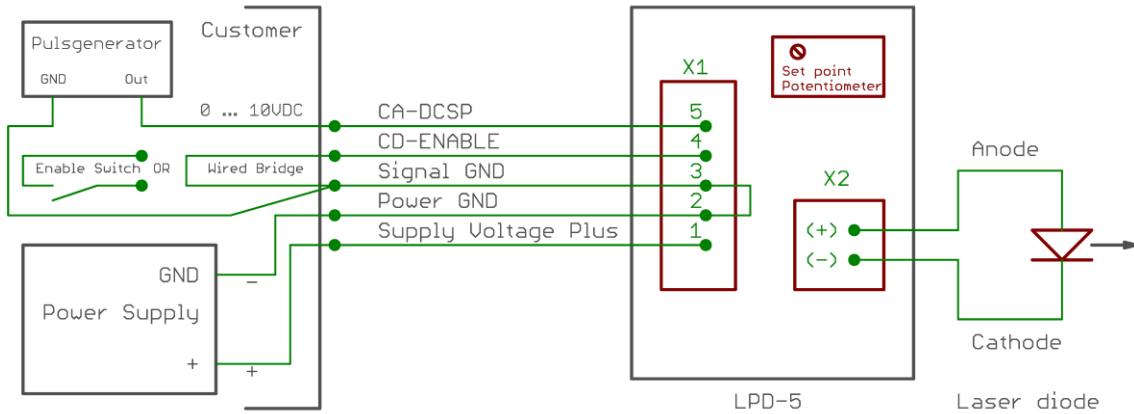 Customer
Pulsgenerator
GND Out
0 ... 10VDC
Enable Switch OR Wired Bridge
CA-DCSP
CD-ENABLE
Signal GND
Power GND
Supply Voltage Plus
GND
-
Power Supply
+ +
X1
5
4
3
2
1
Set point
Potentiometer
X2
(+)
(-)
LPD-5
Anode
Cathode
Laser diode